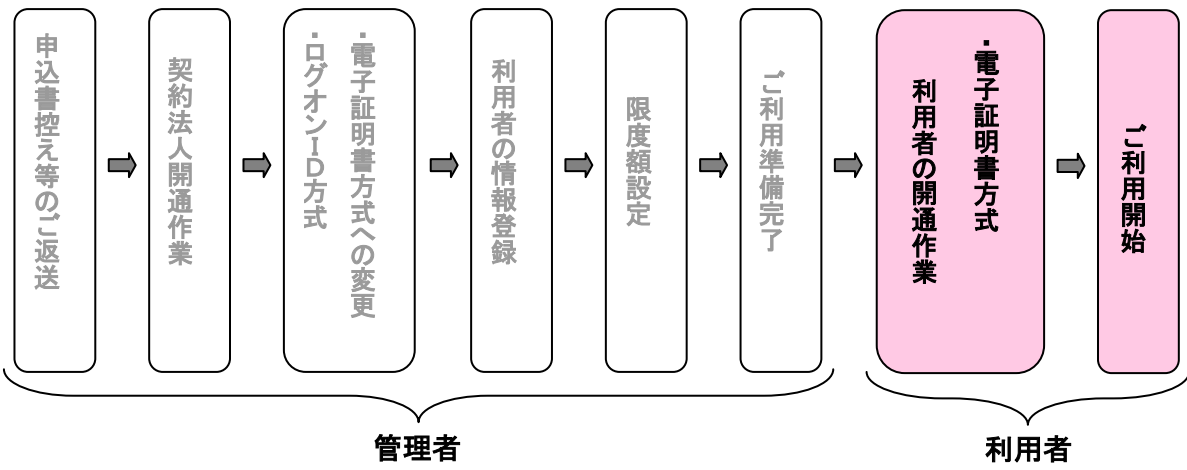 申込書控え等のご返送
契約法人開通作業
・電子証明書方式への変更
・ログオンＩＤ方式
利用者の情報登録
限度額設定
ご利用準備完了
・電子証明書方式
利用者の開通作業
ご利用開始
管理者
利用者